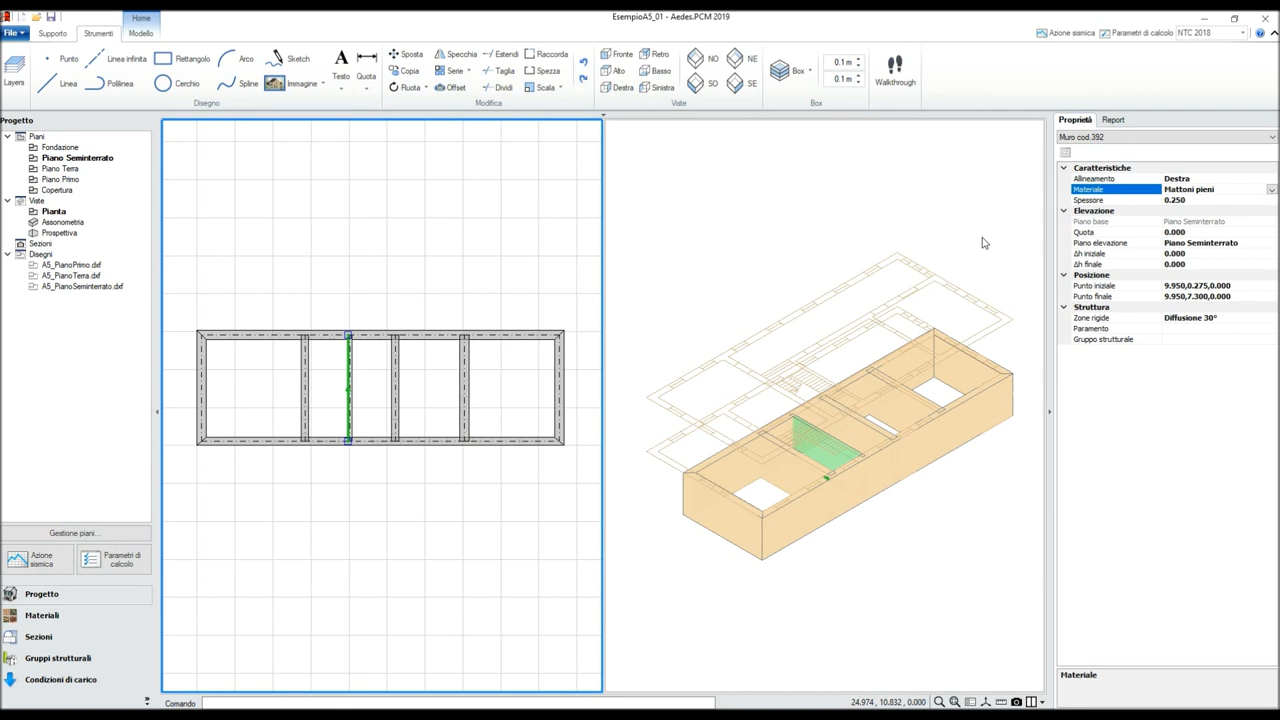 EsempioA5_01 - Aedes.PCM 2019
Home
File
Supporto
Strumenti
Modello
Azione sismica
Parametri di calcolo
NTC 2018
Layers
Punto
Linea infinita
Rettangolo
Arco
Sketch
Linea
Polilinea
Cerchio
Spline
Immagine
Testo
Quota
Disegno
Sposta
Specchia
Estendi
Raccorda
Copia
Serie
Taglia
Spezza
Ruota
Offset
Dividi
Scala
Modifica
Fronte
Retro
Alto
Basso
Destra
Sinistra
NO
NE
SO
SE
Viste
Box
0.1 m
0.1 m
Box
Walkthrough
Progetto
Piani
Fondazione
Piano Seminterrato
Piano Terra
Piano Primo
Copertura
Viste
Pianta
Assonometria
Prospettiva
Sezioni
Disegni
A5_PianoPrimo.dxf
A5_PianoTerra.dxf
A5_PianoSeminterrato.dxf
Gestione piani...
Azione sismica
Parametri di calcolo
Progetto
Materiali
Sezioni
Gruppi strutturali
Condizioni di carico
Proprietà
Report
Muro cod.392
Caratteristiche
Allineamento Destra
Materiale Mattoni pieni
Spessore 0.250
Elevazione
Piano base Piano Seminterrato
Quota 0.000
Piano elevazione Piano Seminterrato
Δh iniziale 0.000
Δh finale 0.000
Posizione
Punto iniziale 9.950,0.275,0.000
Punto finale 9.950,7.300,0.000
Struttura
Zone rigide Diffusione 30°
Paramento
Gruppo strutturale
Materiale
Comando
24.974 , 10.832 , 0.000